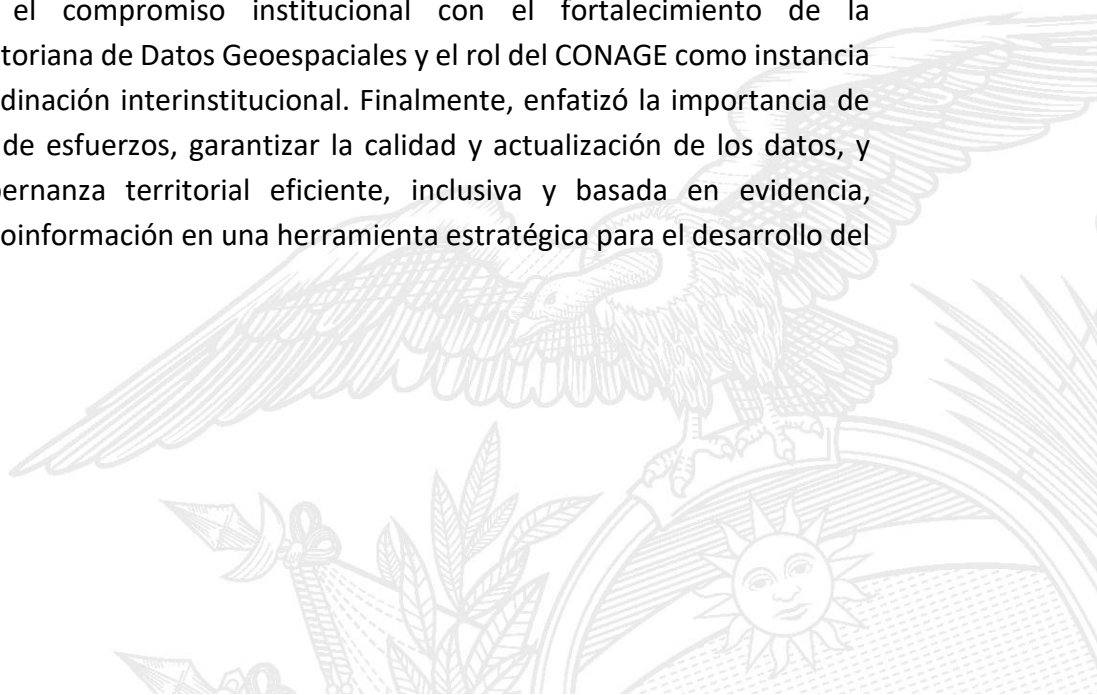 el compromiso institucional con el fortalecimiento de la
toriana de Datos Geoespaciales y el rol del CONAGE como instancia
dinación interinstitucional. Finalmente, enfatizó la importancia de
de esfuerzos, garantizar la calidad y actualización de los datos, y
ernanza territorial eficiente, inclusiva y basada en evidencia,
oinformación en una herramienta estratégica para el desarrollo del